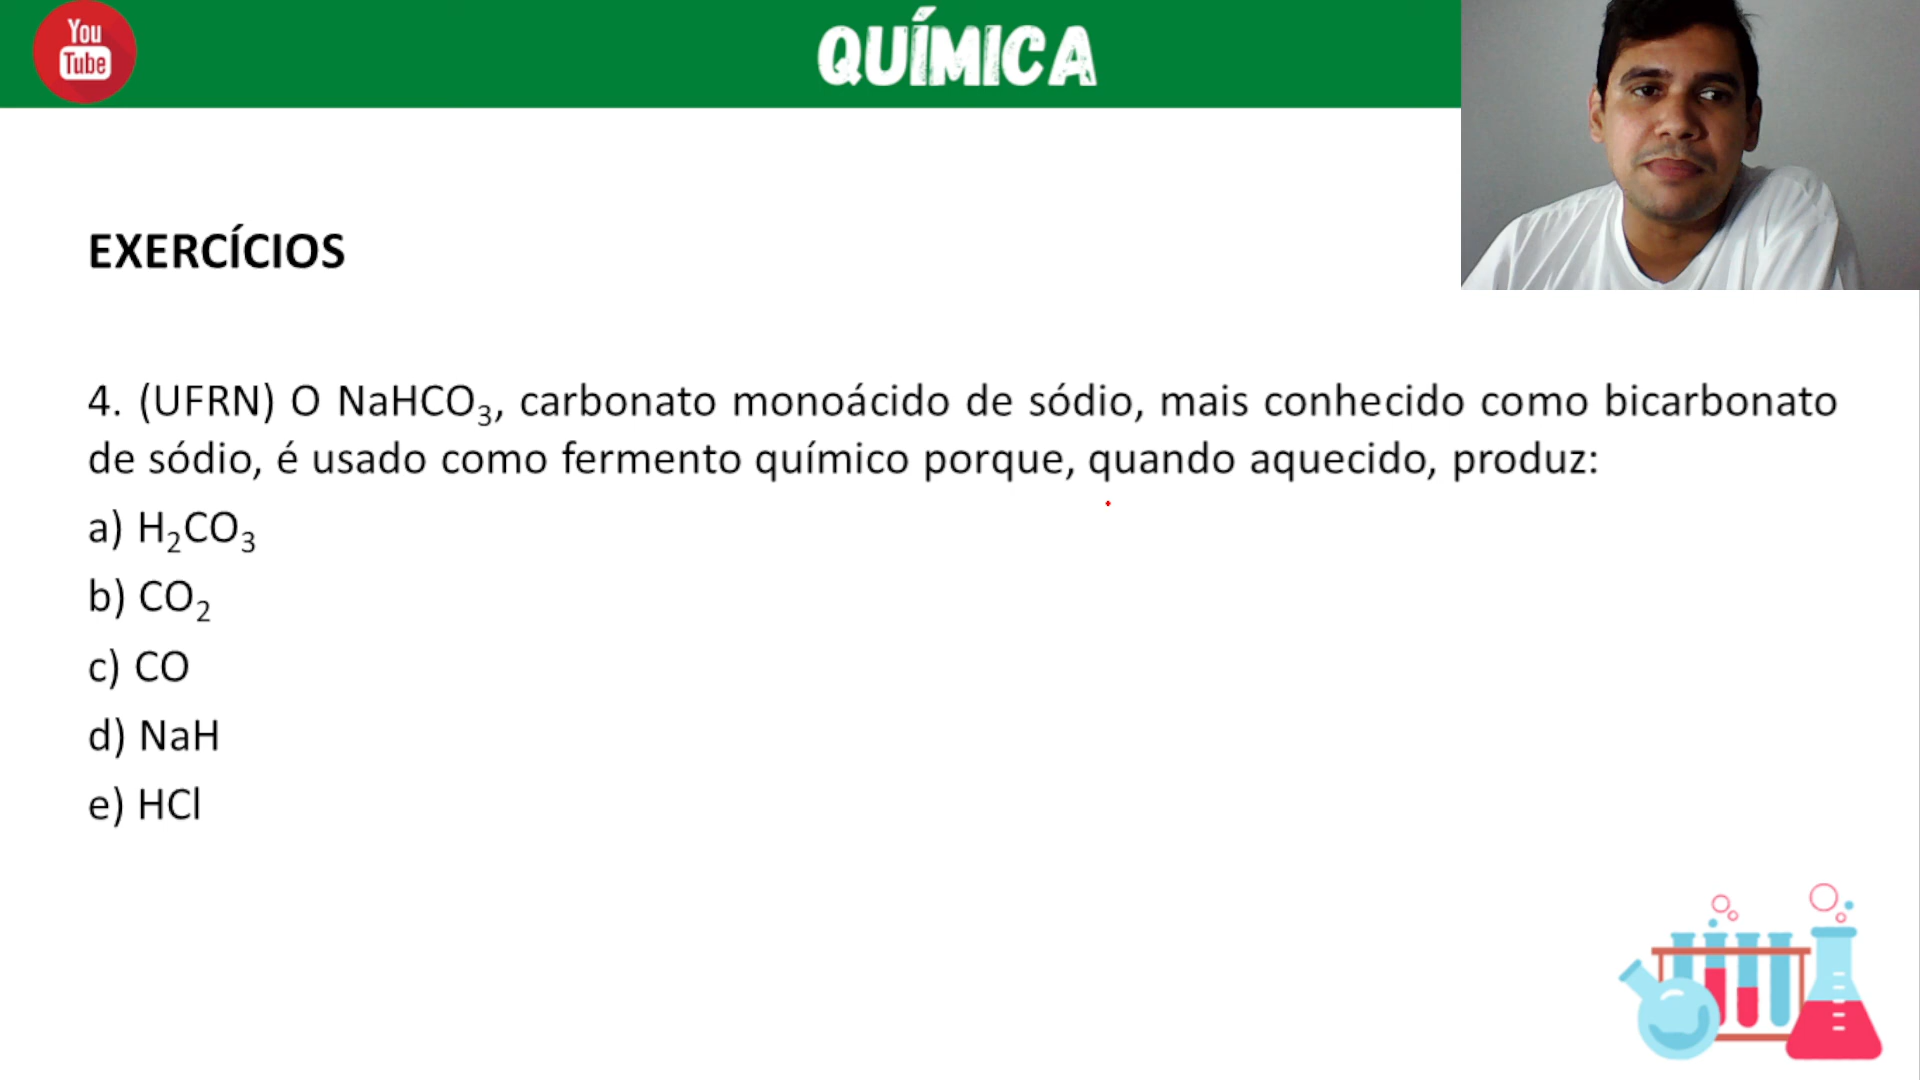 You
Tube
QUÍMICA
EXERCÍCIOS
4. (UFRN) O NaHCO₃, carbonato monoácido de sódio, mais conhecido como bicarbonato
de sódio, é usado como fermento químico porque, quando aquecido, produz:
a) H₂CO₃
b) CO₂
c) CO
d) NaH
e) HCl